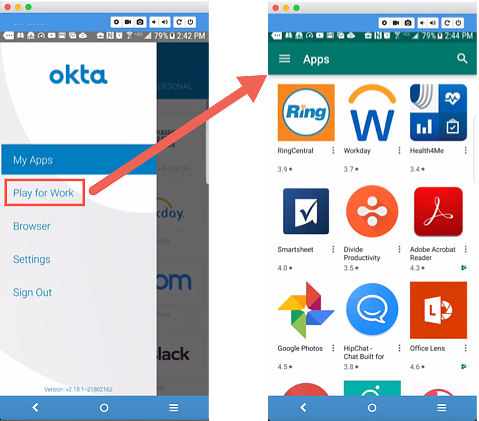 79% 2:42 PM
okta
ERSONAL
My Apps
Play for Work
kday.
Browser
Settings
om
Sign Out
lack
Version: v2.18.1-21802162
79% 2:44 PM
Apps
Ring
RingCentral
3.9 ★
Workday
3.7 ★
Health4Me
3.4 ★
Smartsheet
4.0 ★
Divide
Productivity
3.5 ★
Adobe Acrobat
Reader
4.3 ★
Google Photos
4.5 ★
HipChat -
Chat Built for
3.8 ★
Office Lens
4.6 ★